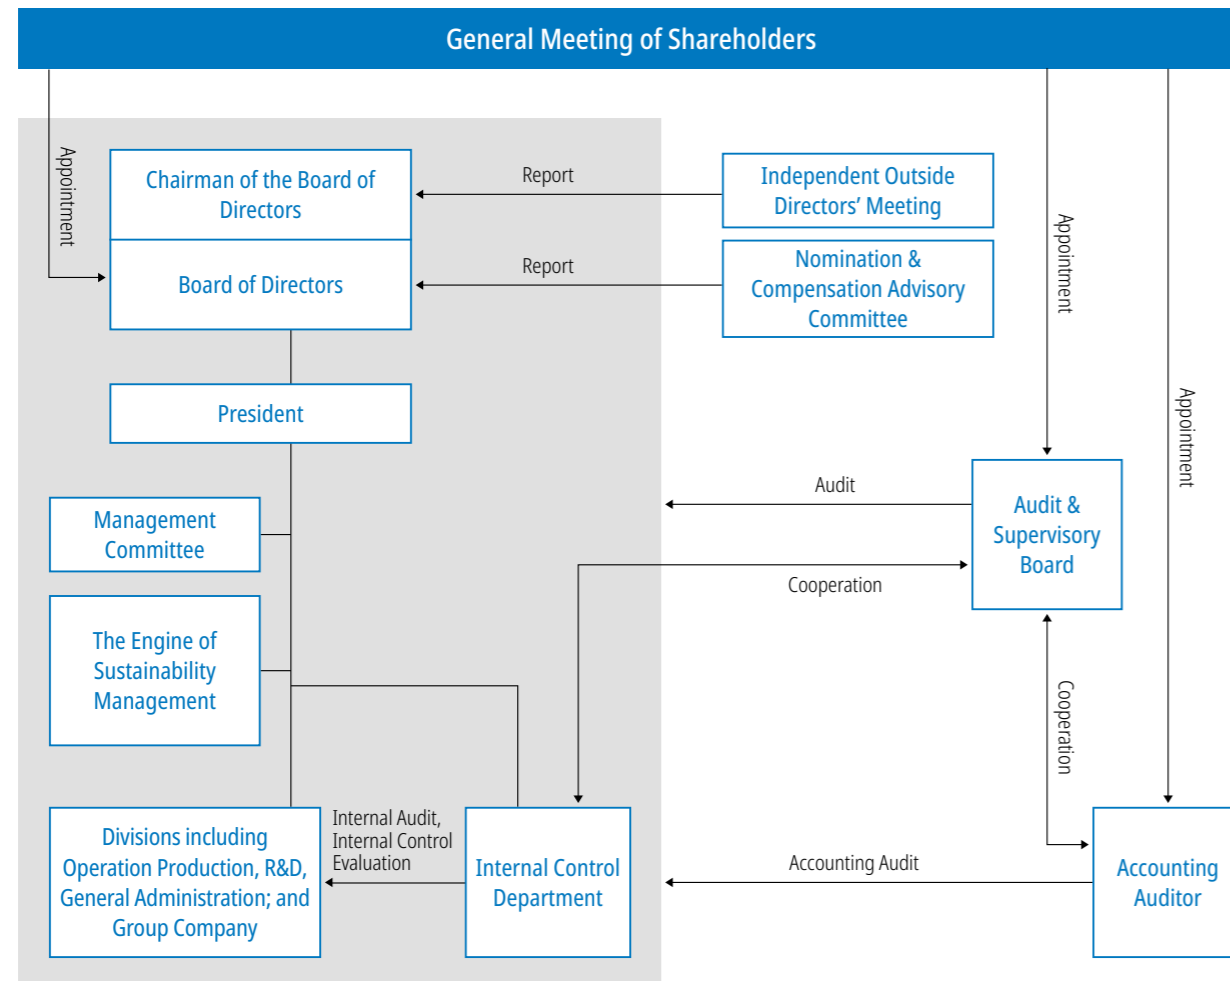 General Meeting of Shareholders
Appointment
Chairman of the Board of
Directors
Report
Independent Outside
Directors’ Meeting
Board of Directors
Report
Nomination &
Compensation Advisory
Committee
Appointment
Appointment
President
Management
Committee
Audit
Audit &
Supervisory
Board
Cooperation
The Engine of
Sustainability
Management
Cooperation
Divisions including
Operation Production, R&D,
General Administration; and
Group Company
Internal Audit,
Internal Control
Evaluation
Internal Control
Department
Accounting Audit
Accounting
Auditor